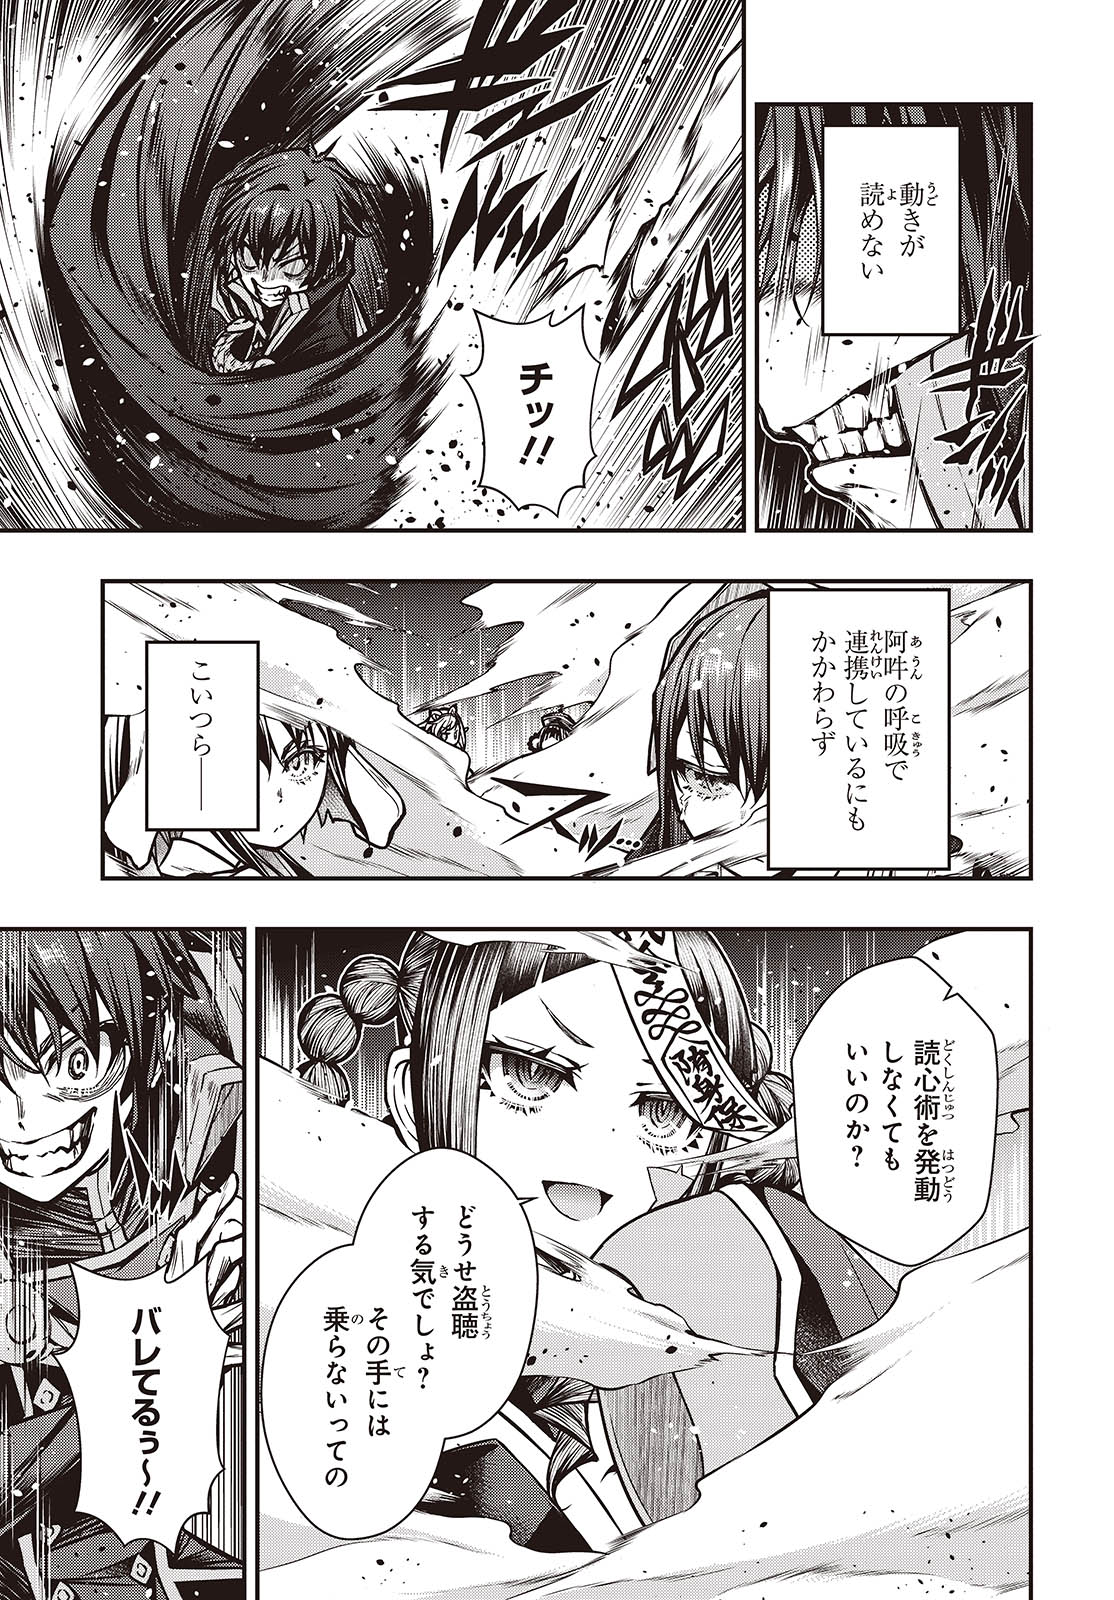 動きが
読めない
チッ!!
阿吽の呼吸で
連携しているにも
かかわらず
こいつら――
読心術を発動
しなくても
いいのか?
どうせ盗聴
する気でしょ?
その手には
乗らないっての
バレてるぅ〜!!